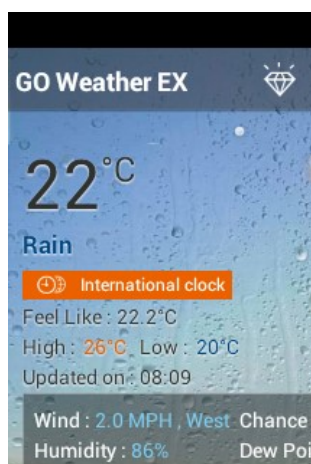 GO Weather EX
22°C
Rain
International clock
Feel Like : 22.2°C
High : 26°C Low : 20°C
Updated on : 08:09
Wind : 2.0 MPH , West Chance
Humidity : 86% Dew Poi